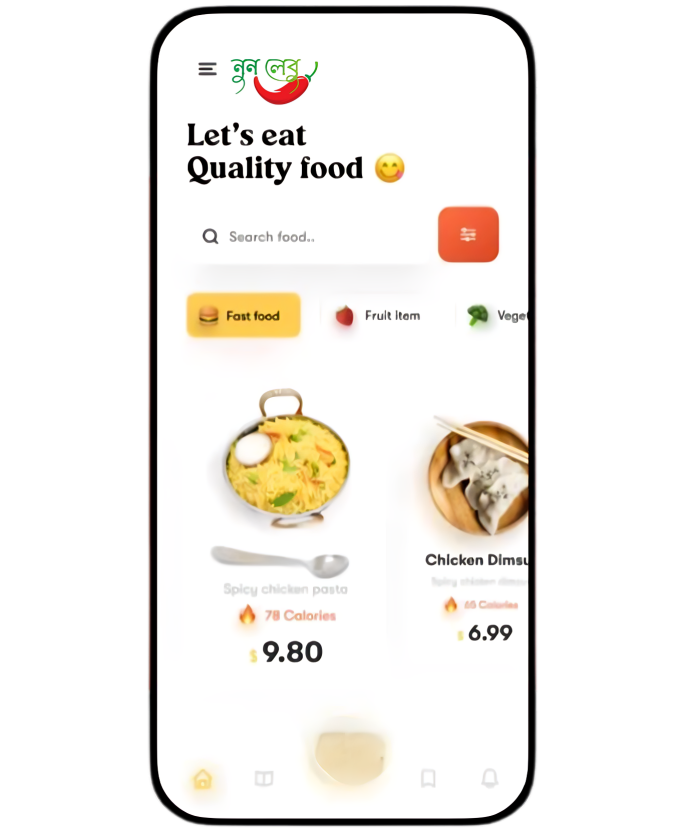 নুন লেবু
Let's eat
Quality food 😋
Search food..
Fast food
Fruit item
Veget
Spicy chicken pasta
78 Calories
$ 9.80
Chicken Dimsu
Spicy chicken dimsu
65 Calories
$ 6.99